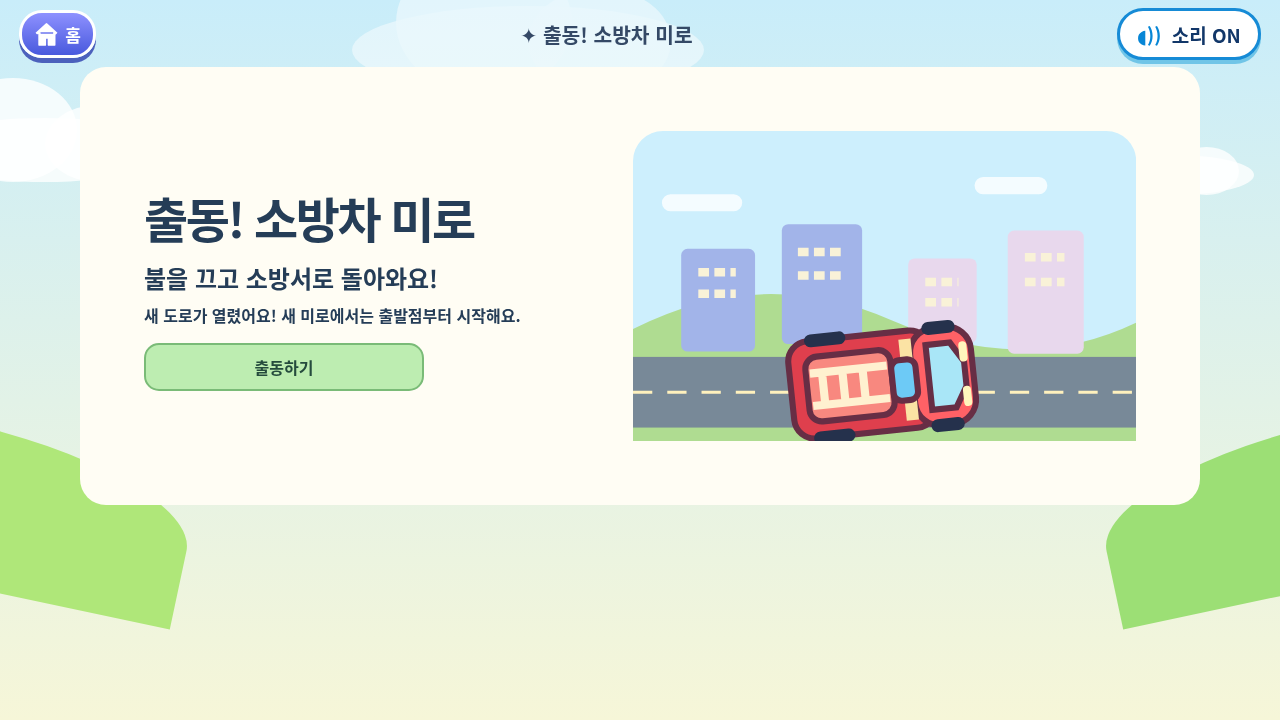 홈
✦ 출동! 소방차 미로
소리 ON
출동! 소방차 미로
불을 끄고 소방서로 돌아와요!
새 도로가 열렸어요! 새 미로에서는 출발점부터 시작해요.
출동하기